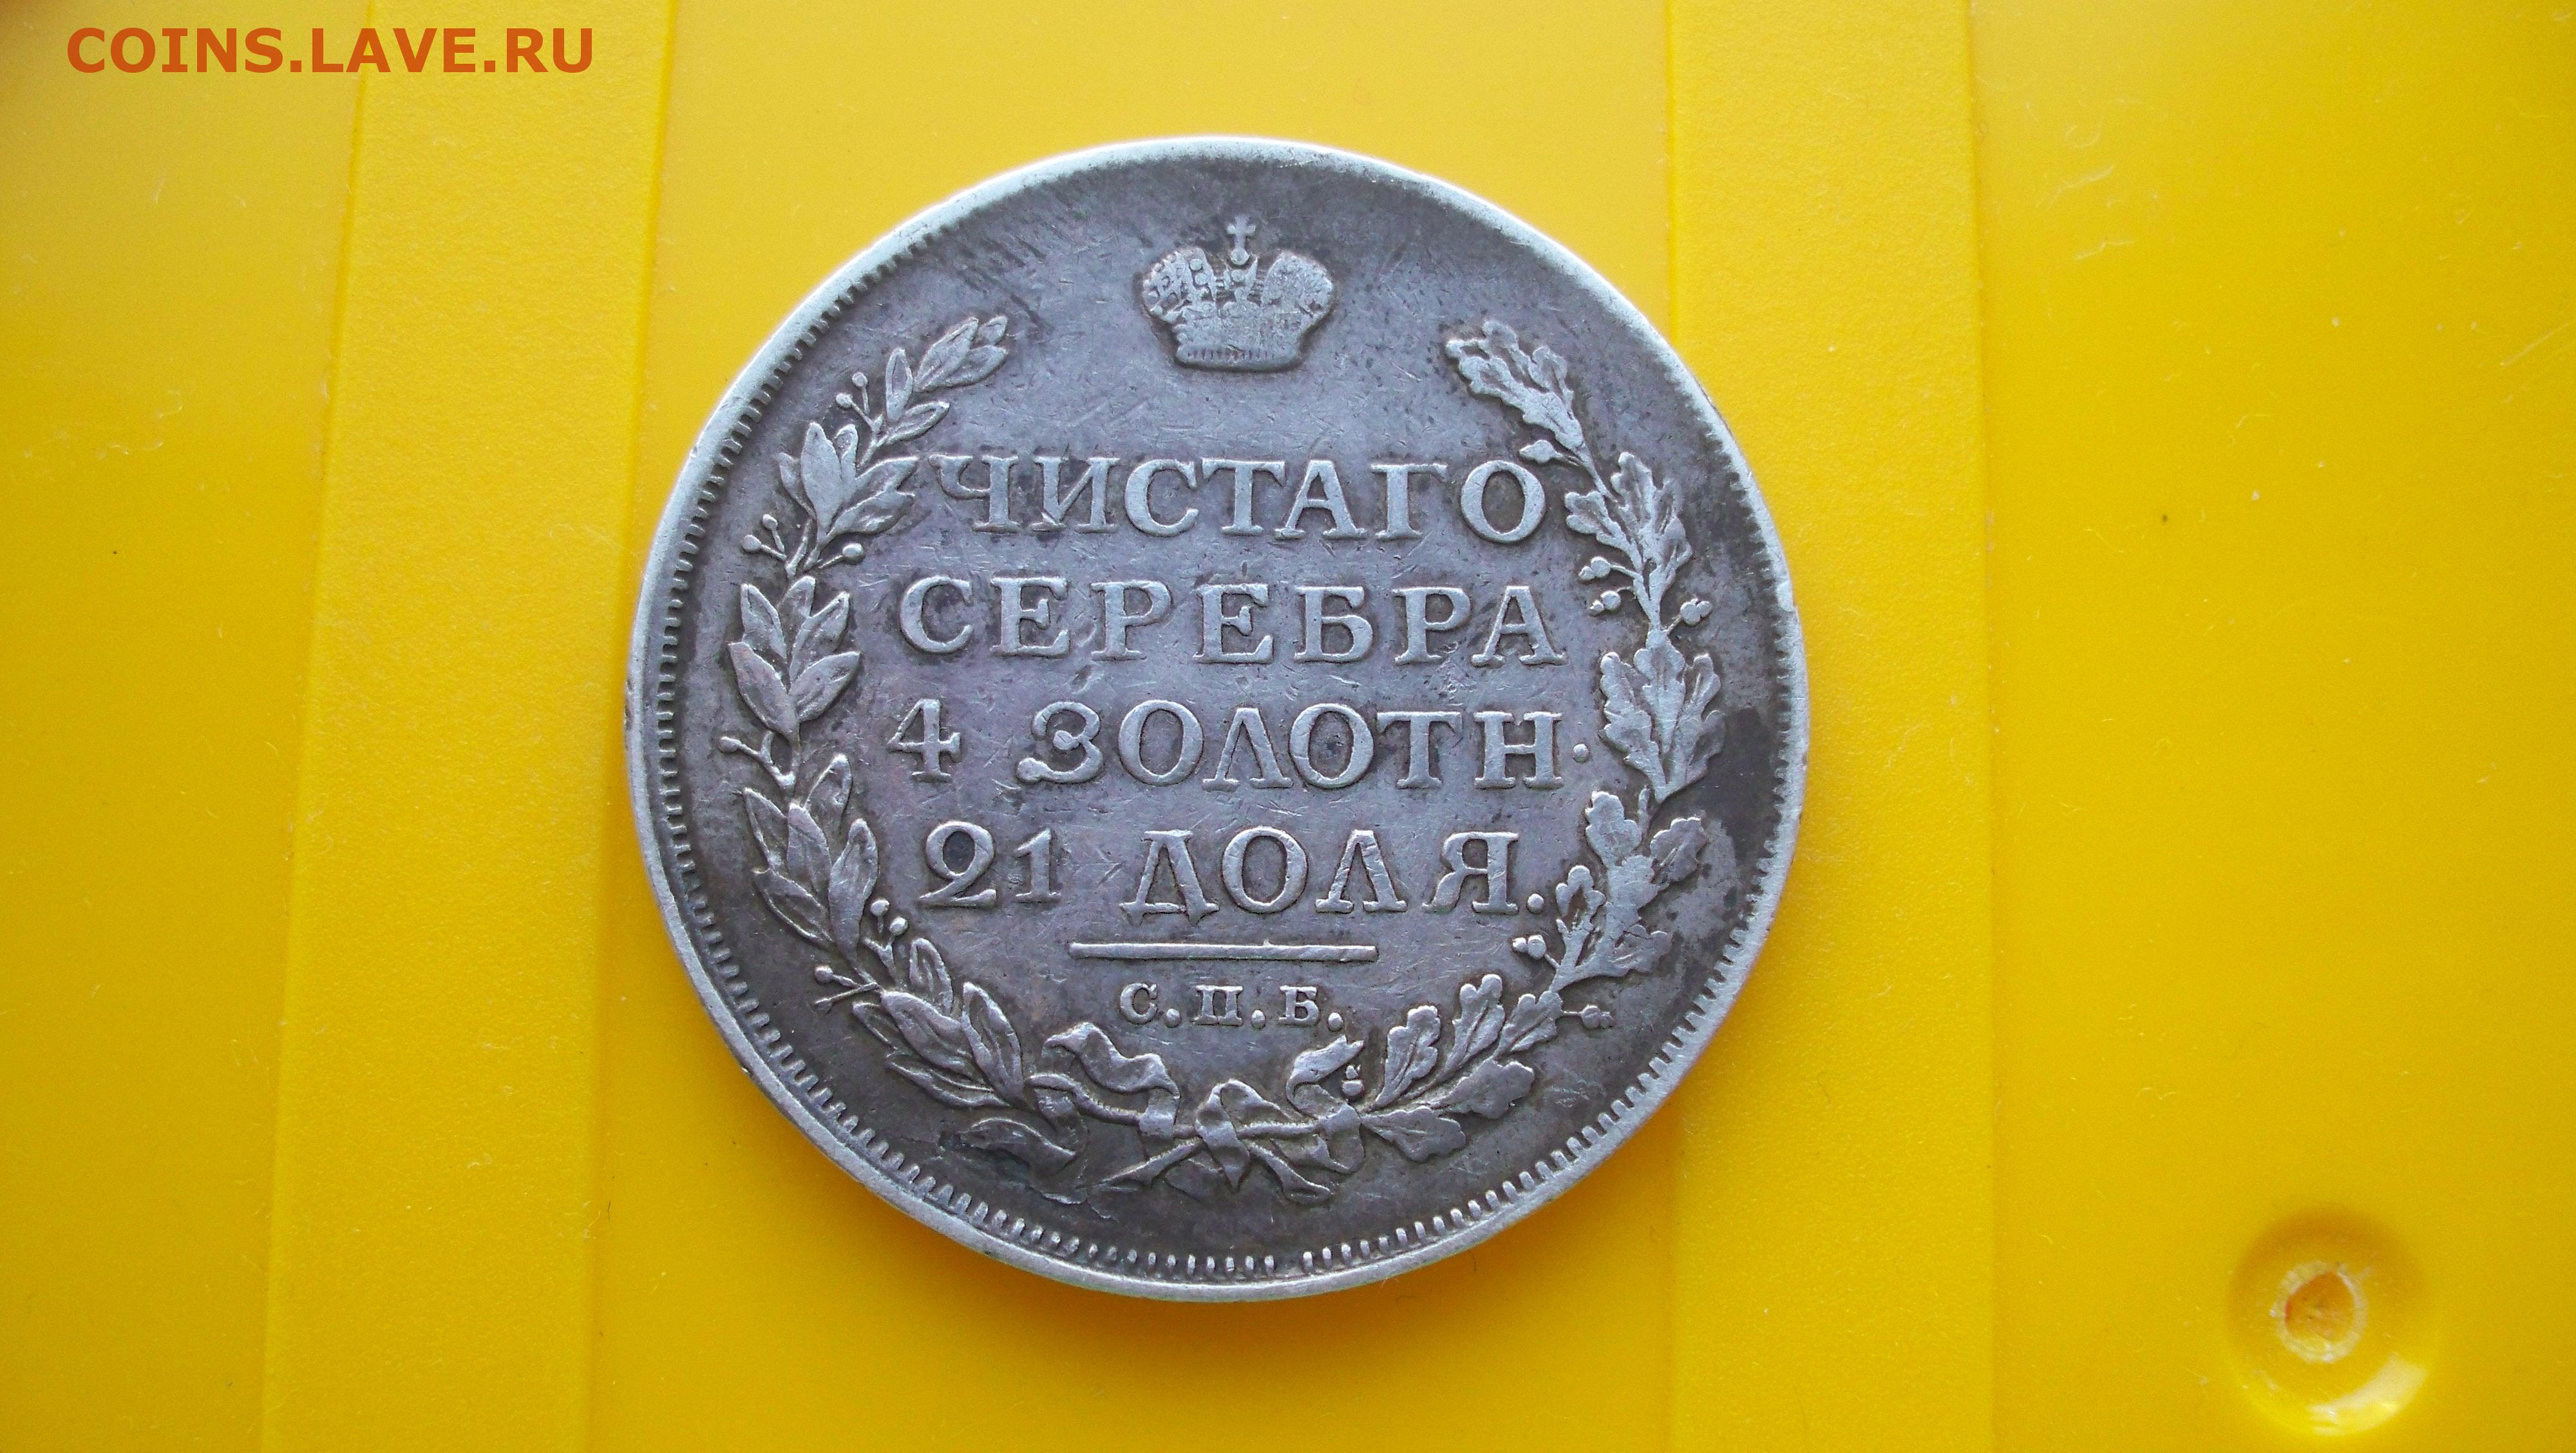 COINS.LAVE.RU
ЧИСТАГО
СЕРЕБРА
4 ЗОЛОТН.
21 ДОЛЯ.
С.П.Б.